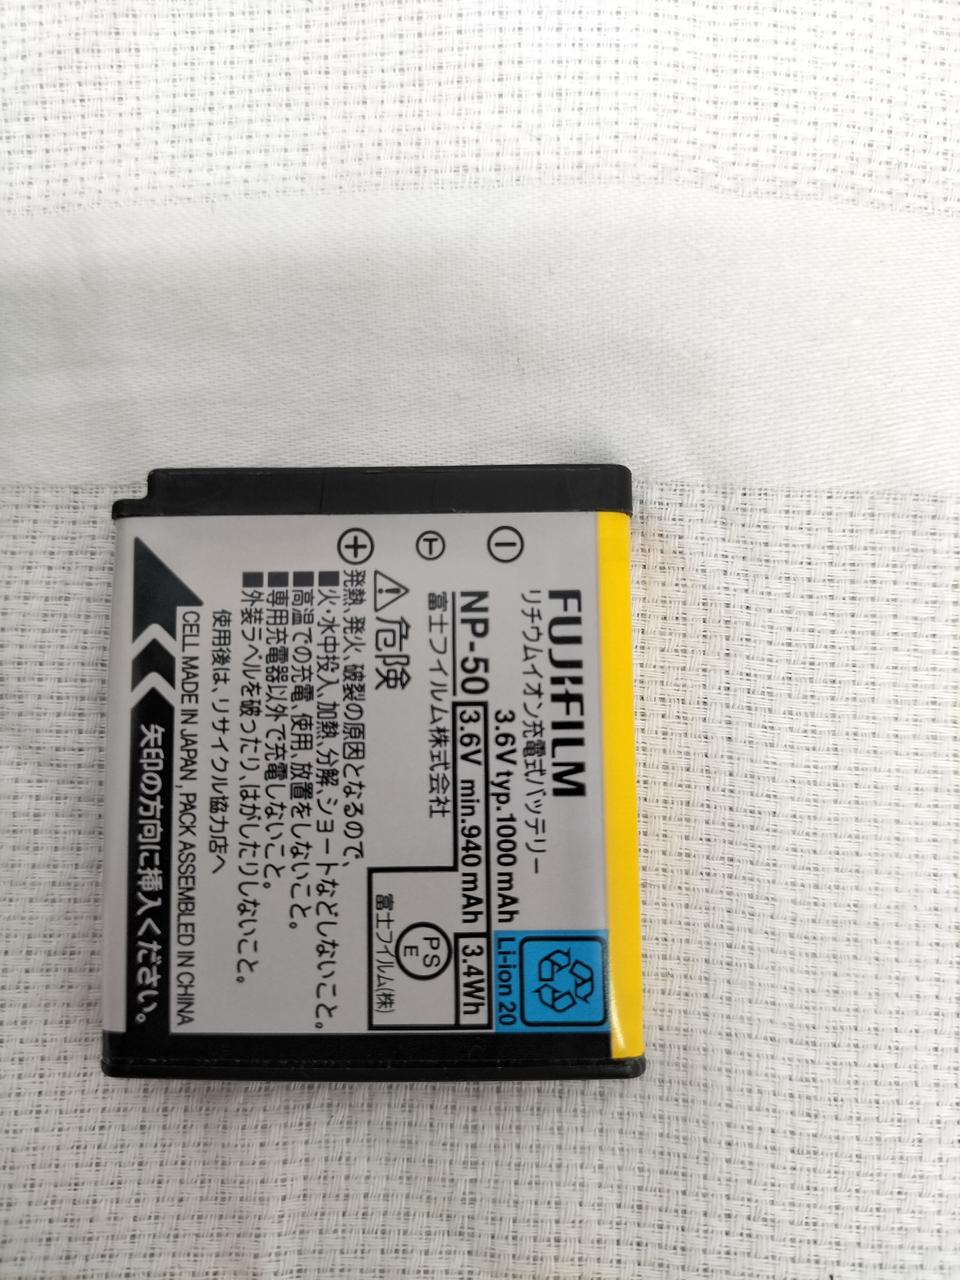 FUJIFILM
リチウムイオン充電式バッテリー
3.6V typ.1000mAh
Li-ion 20
NP-50
3.6V min.940mAh
3.4Wh
富士フイルム株式会社
PS
E
富士フイルム(株)
⚠危険
発熱、発火、破裂の原因となるので、
■火・水中投入、加熱、分解、ショートなどしないこと。
■高温での充電、使用、放置をしないこと。
■専用充電器以外で充電しないこと。
■外装ラベルを破ったり、はがしたりしないこと。
使用後は、リサイクル協力店へ
CELL MADE IN JAPAN, PACK ASSEMBLED IN CHINA
矢印の方向に挿入ください。
⊖
Ⓣ
⊕